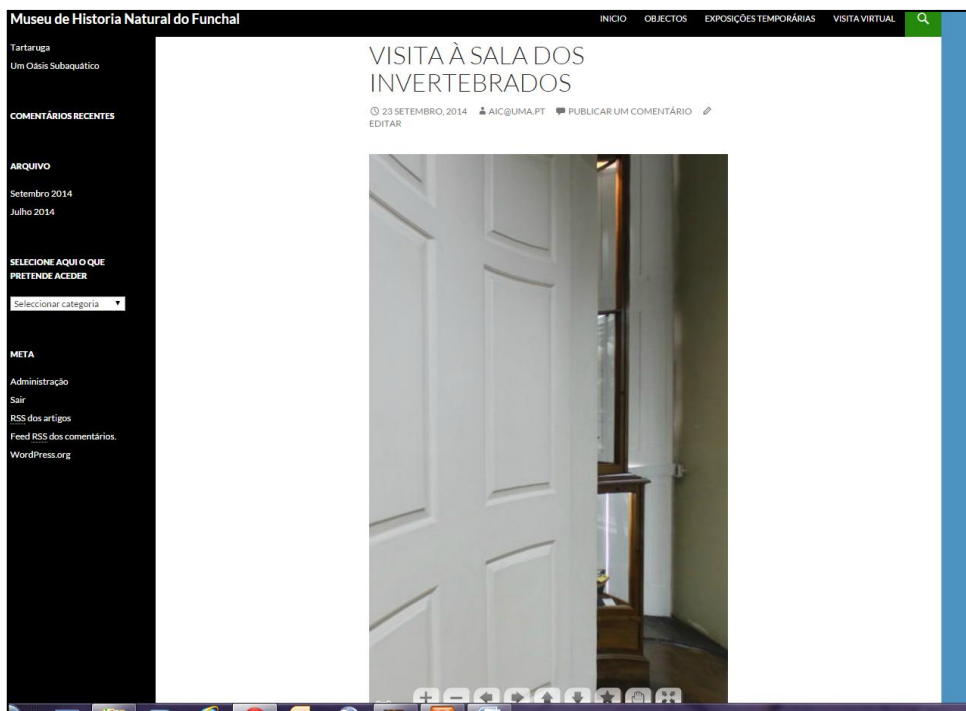 Museu de Historia Natural do Funchal
INICIO OBJECTOS EXPOSIÇÕES TEMPORÁRIAS VISITA VIRTUAL
Tartaruga
Um Oásis Subaquático
COMENTÁRIOS RECENTES
ARQUIVO
Setembro 2014
Julho 2014
SELECIONE AQUI O QUE
PRETENDE ACEDER
Seleccionar categoria
META
Administração
Sair
RSS dos artigos
Feed RSS dos comentários.
WordPress.org
VISITA À SALA DOS
INVERTEBRADOS
23 SETEMBRO, 2014 AIC@UMA.PT PUBLICAR UM COMENTÁRIO
EDITAR